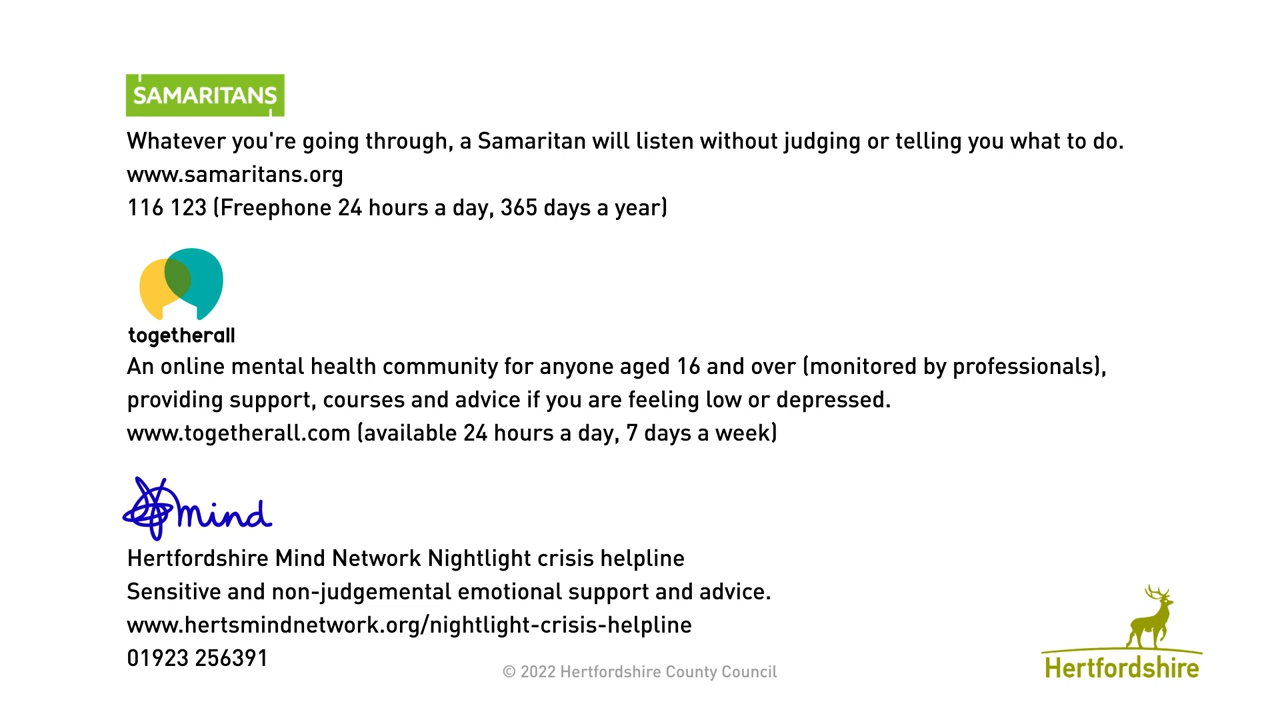 SAMARITANS
Whatever you're going through, a Samaritan will listen without judging or telling you what to do.
www.samaritans.org
116 123 (Freephone 24 hours a day, 365 days a year)
togetherall
An online mental health community for anyone aged 16 and over (monitored by professionals),
providing support, courses and advice if you are feeling low or depressed.
www.togetherall.com (available 24 hours a day, 7 days a week)
mind
Hertfordshire Mind Network Nightlight crisis helpline
Sensitive and non-judgemental emotional support and advice.
www.hertsmindnetwork.org/nightlight-crisis-helpline
01923 256391
© 2022 Hertfordshire County Council
Hertfordshire